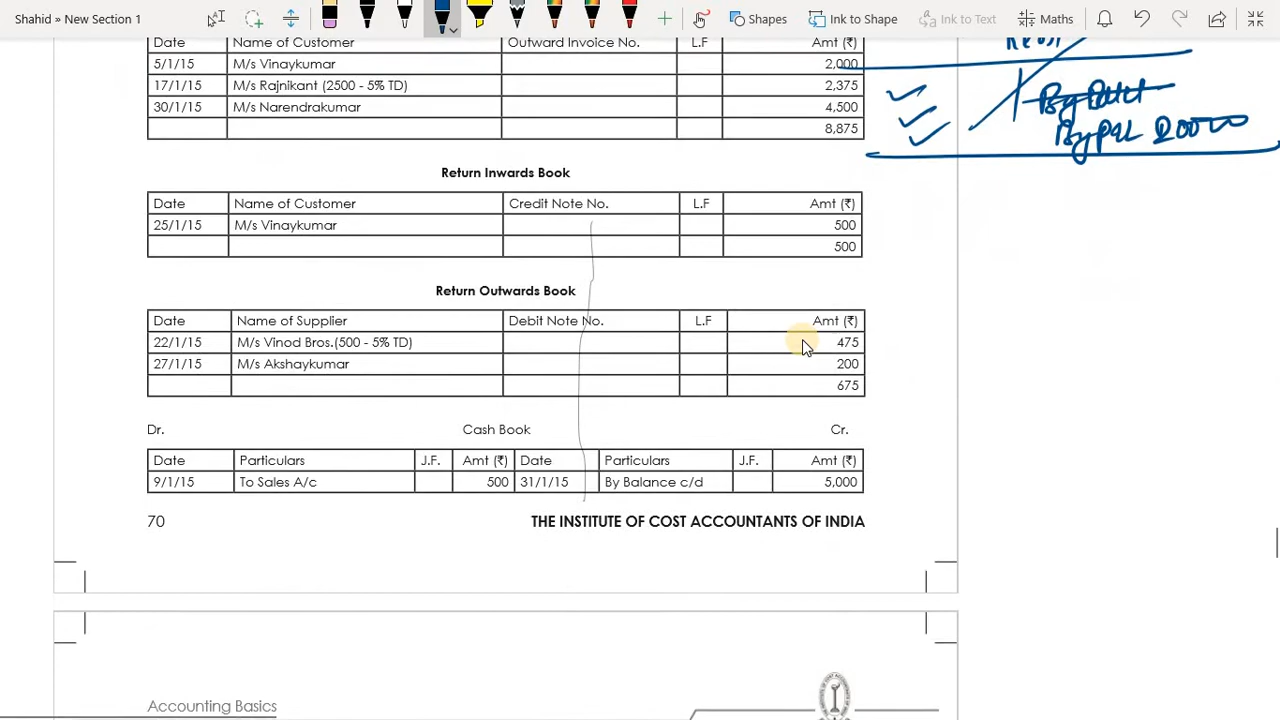 Shahid » New Section 1
Shapes
Ink to Shape
Ink to Text
Maths
Date Name of Customer Outward Invoice No. L.F Amt (₹)
5/1/15 M/s Vinaykumar 2,000
17/1/15 M/s Rajnikant (2500 - 5% TD) 2,375
30/1/15 M/s Narendrakumar 4,500
8,875
By P&L 20000
Return Inwards Book
Date Name of Customer Credit Note No. L.F Amt (₹)
25/1/15 M/s Vinaykumar 500
500
Return Outwards Book
Date Name of Supplier Debit Note No. L.F Amt (₹)
22/1/15 M/s Vinod Bros.(500 - 5% TD) 475
27/1/15 M/s Akshaykumar 200
675
Dr. Cash Book Cr.
Date Particulars J.F. Amt (₹) Date Particulars J.F. Amt (₹)
9/1/15 To Sales A/c 500 31/1/15 By Balance c/d 5,000
70 THE INSTITUTE OF COST ACCOUNTANTS OF INDIA
Accounting Basics